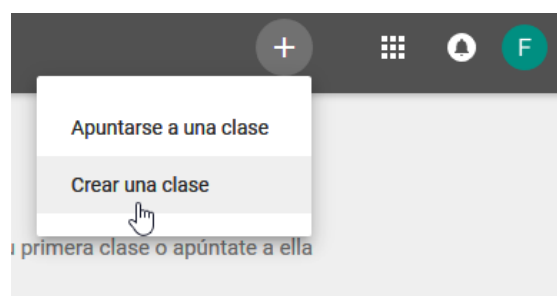 F
Apuntarse a una clase
Crear una clase
primera clase o apúntate a ella